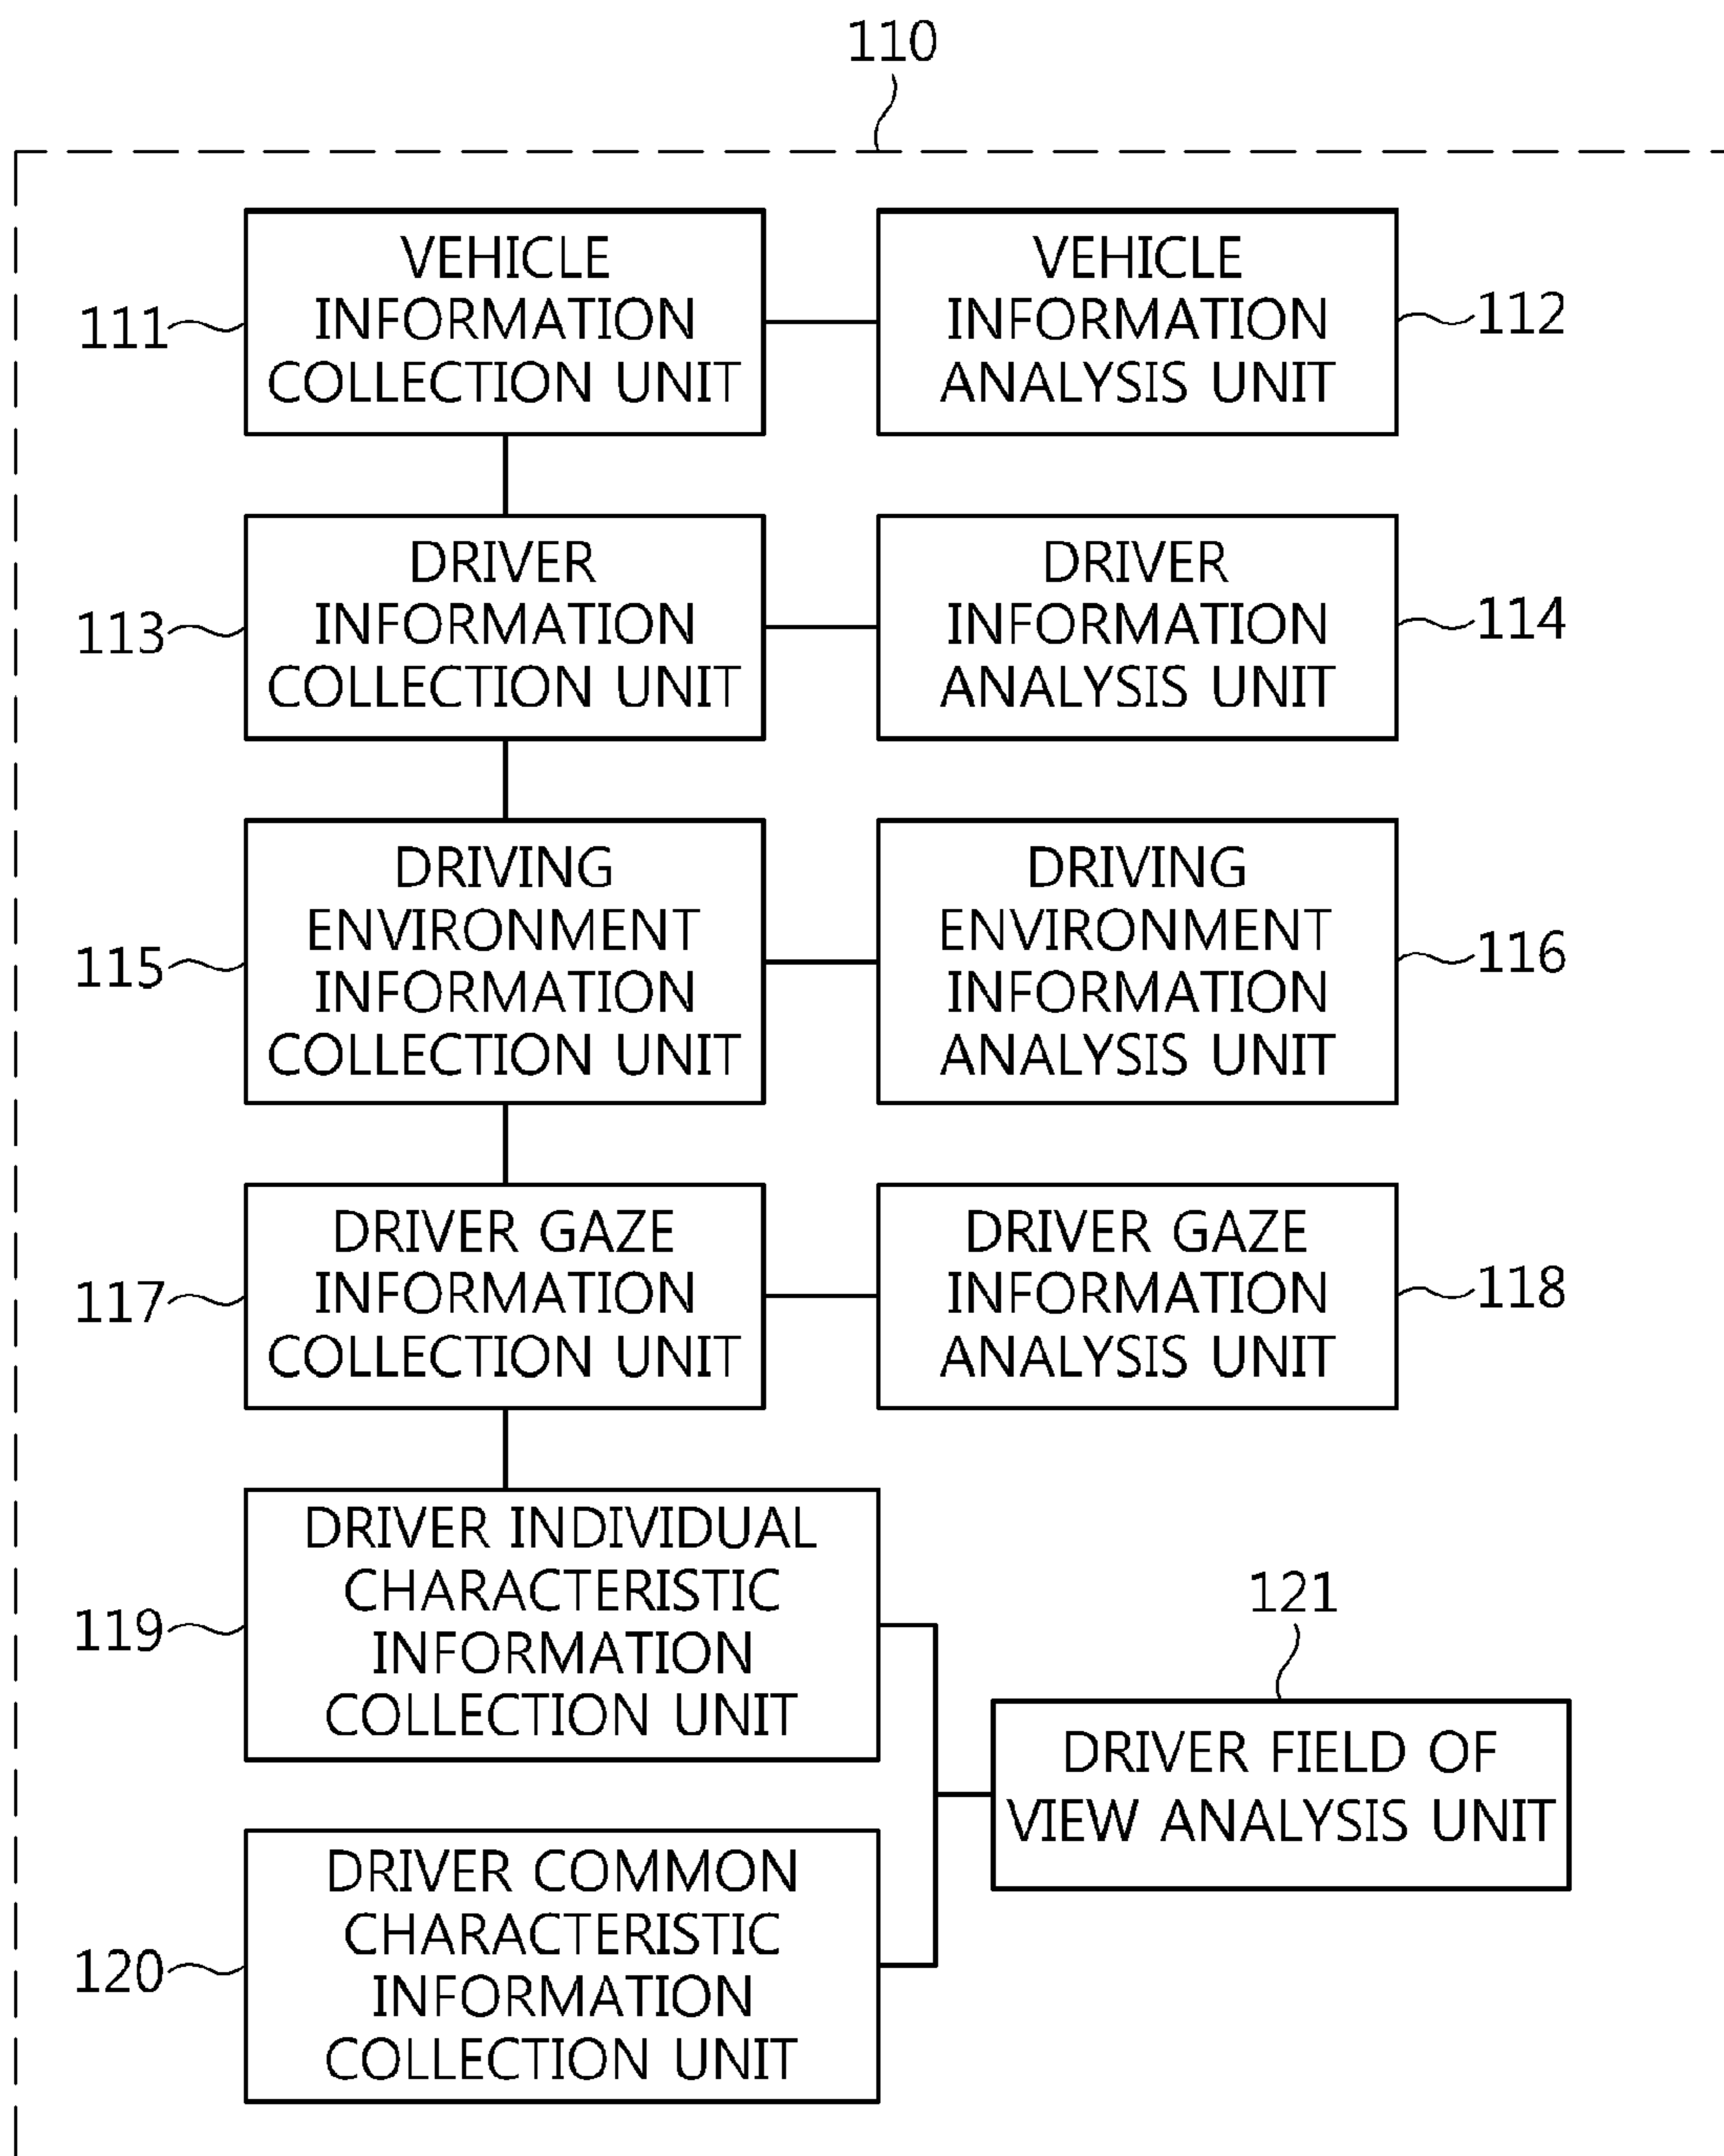 110
VEHICLE
INFORMATION
COLLECTION UNIT
111
VEHICLE
INFORMATION
ANALYSIS UNIT
112
DRIVER
INFORMATION
COLLECTION UNIT
113
DRIVER
INFORMATION
ANALYSIS UNIT
114
DRIVING
ENVIRONMENT
INFORMATION
COLLECTION UNIT
115
DRIVING
ENVIRONMENT
INFORMATION
ANALYSIS UNIT
116
DRIVER GAZE
INFORMATION
COLLECTION UNIT
117
DRIVER GAZE
INFORMATION
ANALYSIS UNIT
118
DRIVER INDIVIDUAL
CHARACTERISTIC
INFORMATION
COLLECTION UNIT
119
121
DRIVER FIELD OF
VIEW ANALYSIS UNIT
DRIVER COMMON
CHARACTERISTIC
INFORMATION
COLLECTION UNIT
120